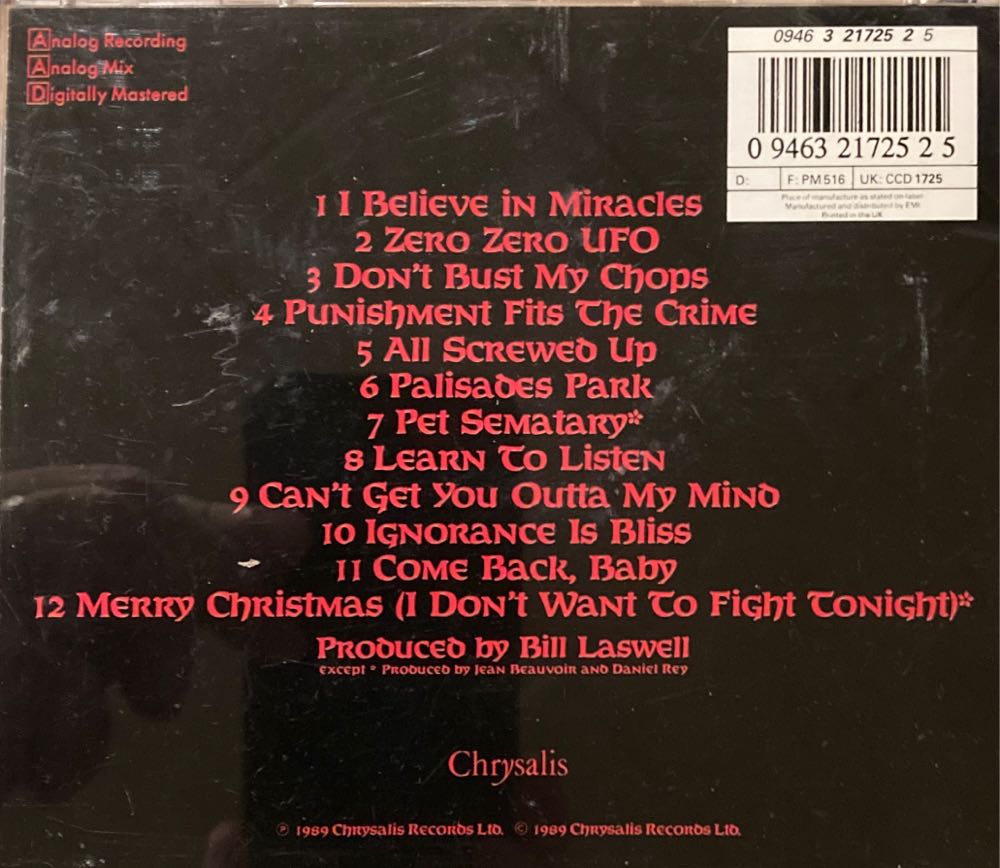 Analog Recording
Analog Mix
Digitally Mastered
0946 3 21725 2 5
0 9463 21725 2 5
D: F: PM 516 UK: CCD 1725
Place of manufacture as stated on label
Manufactured and distributed by EMI
Printed in the UK
1 I Believe in Miracles
2 Zero Zero UFO
3 Don't Bust My Chops
4 Punishment Fits The Crime
5 All Screwed Up
6 Palisades Park
7 Pet Sematary*
8 Learn To Listen
9 Can't Get You Outta My Mind
10 Ignorance Is Bliss
11 Come Back, Baby
12 Merry Christmas (I Don't Want To Fight Tonight)*
Produced by Bill Laswell
except * Produced by Jean Beauvoir and Daniel Rey
Chrysalis
℗ 1989 Chrysalis Records Ltd. © 1989 Chrysalis Records Ltd.